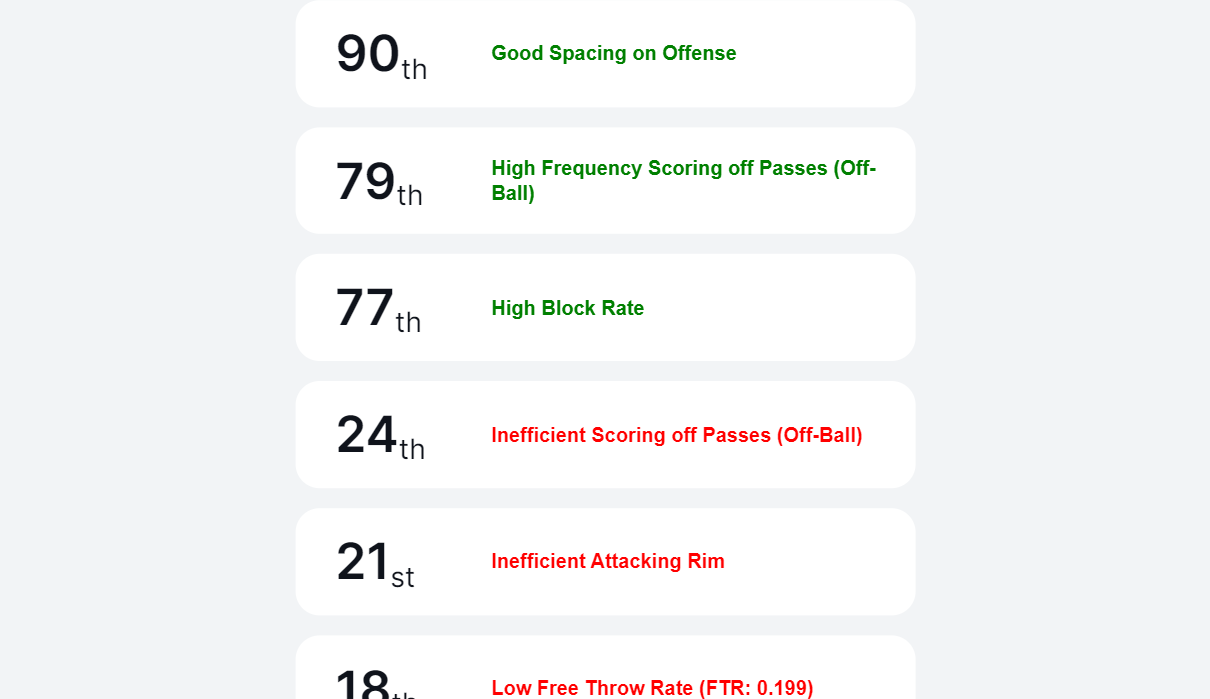 90th
Good Spacing on Offense
79th
High Frequency Scoring off Passes (Off-
Ball)
77th
High Block Rate
24th
Inefficient Scoring off Passes (Off-Ball)
21st
Inefficient Attacking Rim
18th
Low Free Throw Rate (FTR: 0.199)